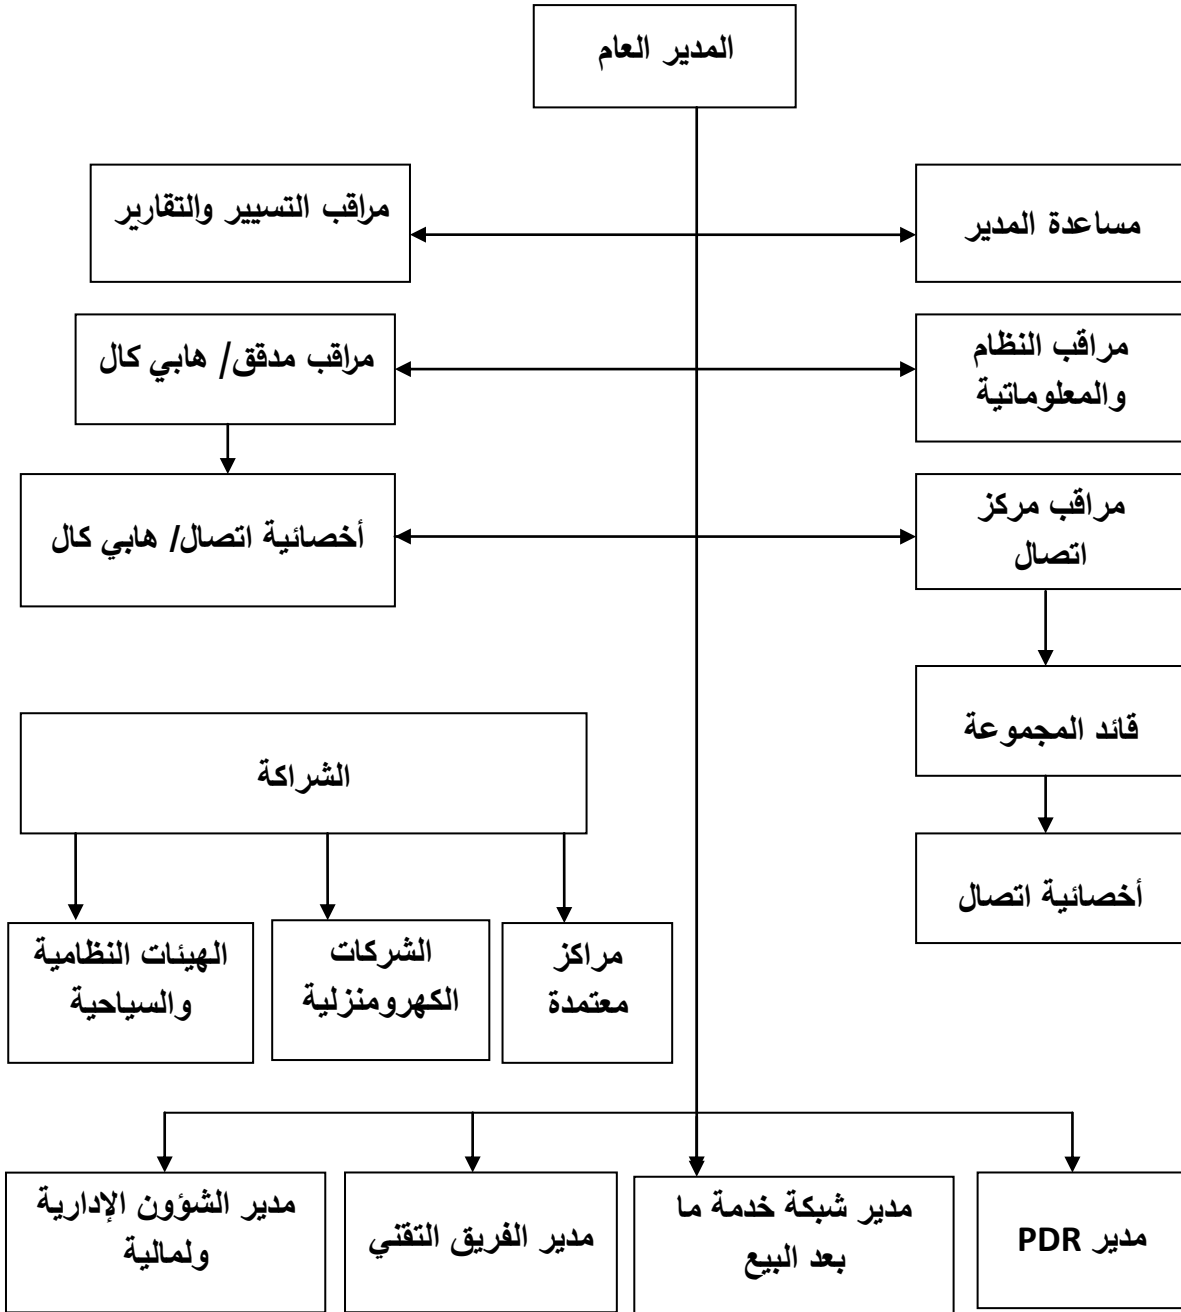 المدير العام
مساعدة المدير
مراقب التسيير والتقارير
مراقب النظام
والمعلوماتية
مراقب مدقق/ هابي كال
مراقب مركز
اتصال
أخصائية اتصال/ هابي كال
قائد المجموعة
الشراكة
أخصائية اتصال
مراكز
معتمدة
الشركات
الكهرومنزلية
الهيئات النظامية
والسياحية
مدير PDR
مدير شبكة خدمة ما
بعد البيع
مدير الفريق التقني
مدير الشؤون الإدارية
ولمالية